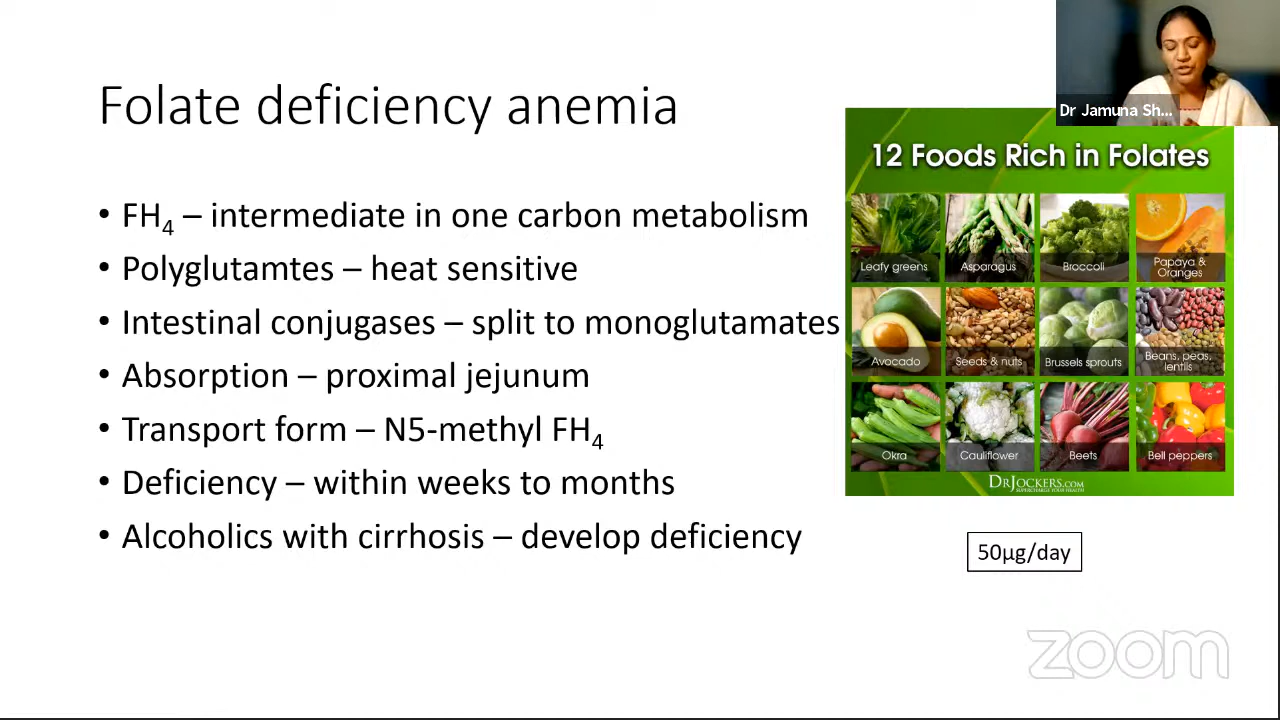 Folate deficiency anemia
Dr Jamuna Sh...
• FH₄ – intermediate in one carbon metabolism
• Polyglutamtes – heat sensitive
• Intestinal conjugases – split to monoglutamates
• Absorption – proximal jejunum
• Transport form – N5-methyl FH₄
• Deficiency – within weeks to months
• Alcoholics with cirrhosis – develop deficiency
12 Foods Rich in Folates
Leafy greens
Asparagus
Broccoli
Papaya &
Oranges
Avocado
Seeds & nuts
Brussels sprouts
Beans, peas,
lentils
Okra
Cauliflower
Beets
Bell peppers
DRJOCKERS.COM
SUPERCHARGE YOUR HEALTH
50µg/day
zoom